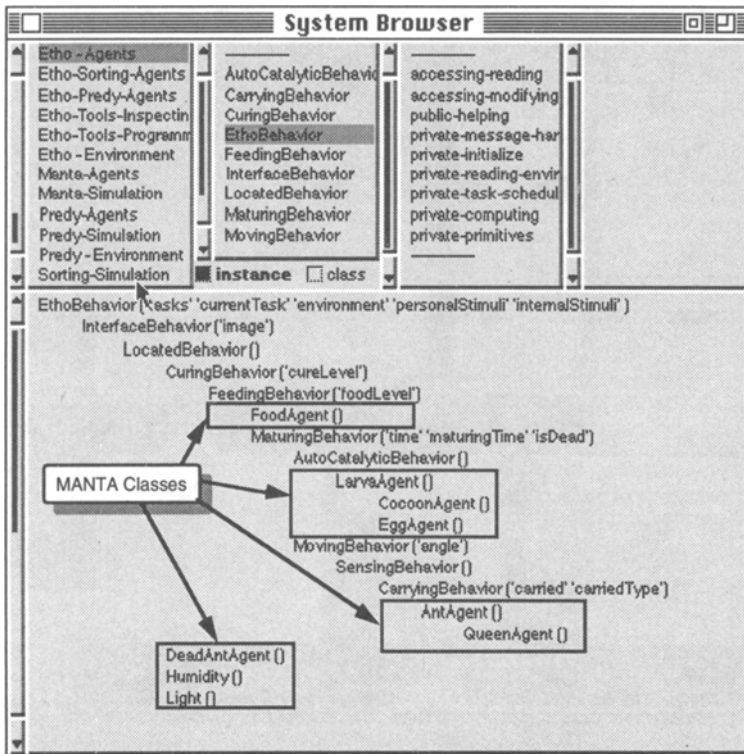 System Browser
Etho - Agents
Etho-Sorting-Agents
Etho-Predy-Agents
Etho-Tools-Inspectin
Etho-Tools-Programm
Etho - Environment
Manta-Agents
Manta-Simulation
Predy-Agents
Predy-Simulation
Predy - Environment
Sorting-Simulation
AutoCatalyticBehavio
CarryingBehavior
CuringBehavior
EthoBehavior
FeedingBehavior
InterfaceBehavior
LocatedBehavior
MaturingBehavior
MovingBehavior
instance class
accessing-reading
accessing-modifying
public-helping
private-message-har
private-initialize
private-reading-envir
private-task-schedul
private-computing
private-primitives
EthoBehavior ('tasks' 'currentTask' 'environment' 'personalStimuli' 'internalStimuli' )
InterfaceBehavior ('image')
LocatedBehavior ()
CuringBehavior ('cureLevel')
FeedingBehavior ('foodLevel')
FoodAgent ()
MaturingBehavior ('time' 'maturingTime' 'isDead')
AutoCatalyticBehavior ()
LarvaAgent ()
CocoonAgent ()
EggAgent ()
MovingBehavior ('angle')
SensingBehavior ()
CarryingBehavior ('carried' 'carriedType')
AntAgent ()
QueenAgent ()
DeadAntAgent ()
Humidity ()
Light ()
MANTA Classes